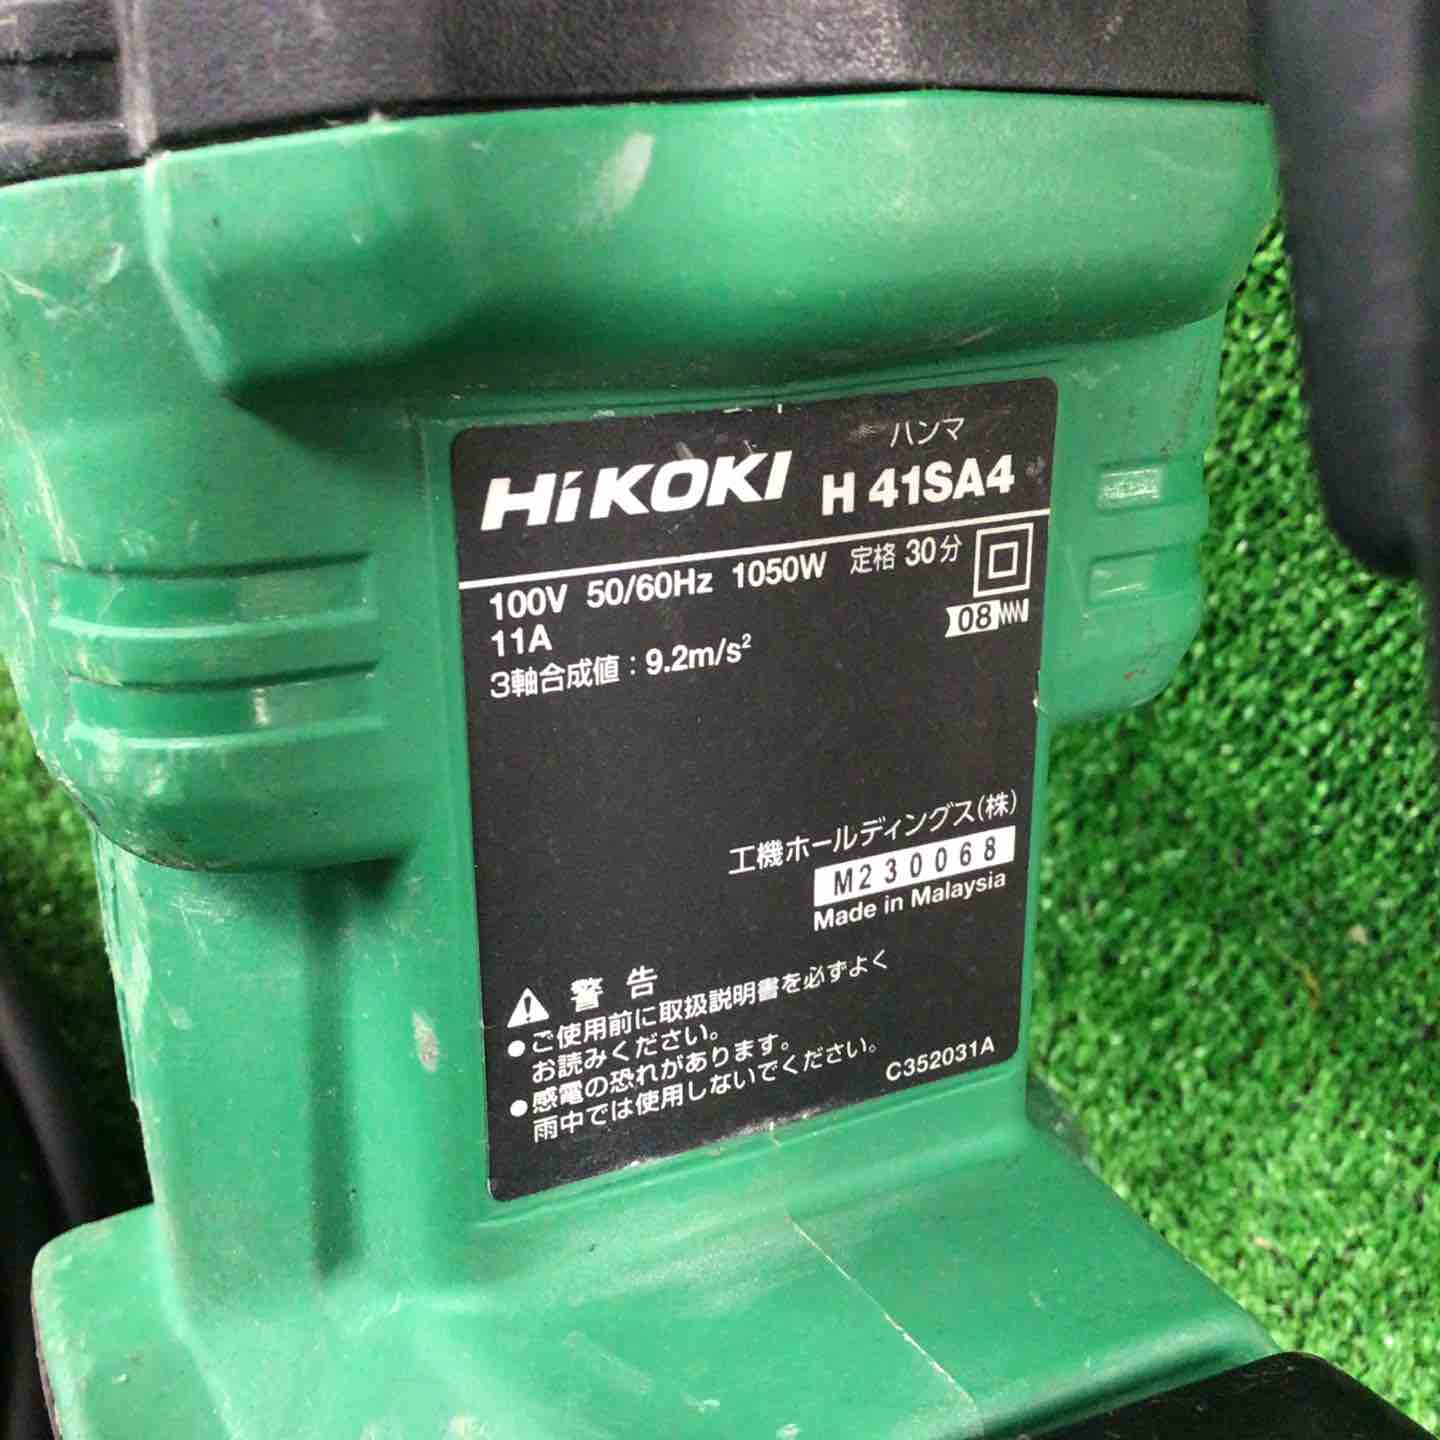 ハンマ
HiKOKI H 41SA4
100V 50/60Hz 1050W 定格 30分
11A
08
3軸合成値：9.2m/s²
工機ホールディングス(株)
M230068
Made in Malaysia
警告
●ご使用前に取扱説明書を必ずよく
お読みください。
●感電の恐れがあります。
雨中では使用しないでください。
C352031A